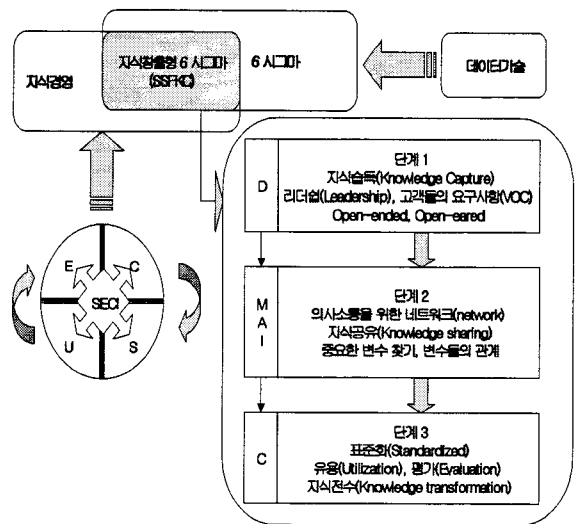 지식경영
지식창출형 6 시그마
(SSFKC)
6 시그마
데이터기술
D
단계 1
지식습득(Knowledge Capture)
리더쉽(Leadership), 고객들의 요구사항(VOC)
Open-ended, Open-eared
M
A
I
단계 2
의사소통을 위한 네트워크(network)
지식공유(Knowledge sharing)
중요한 변수 찾기, 변수들의 관계
C
단계 3
표준화(Standardized)
유용(Utilization), 평가(Evaluation)
지식전수(Knowledge transformation)
E
C
SECI
U
S